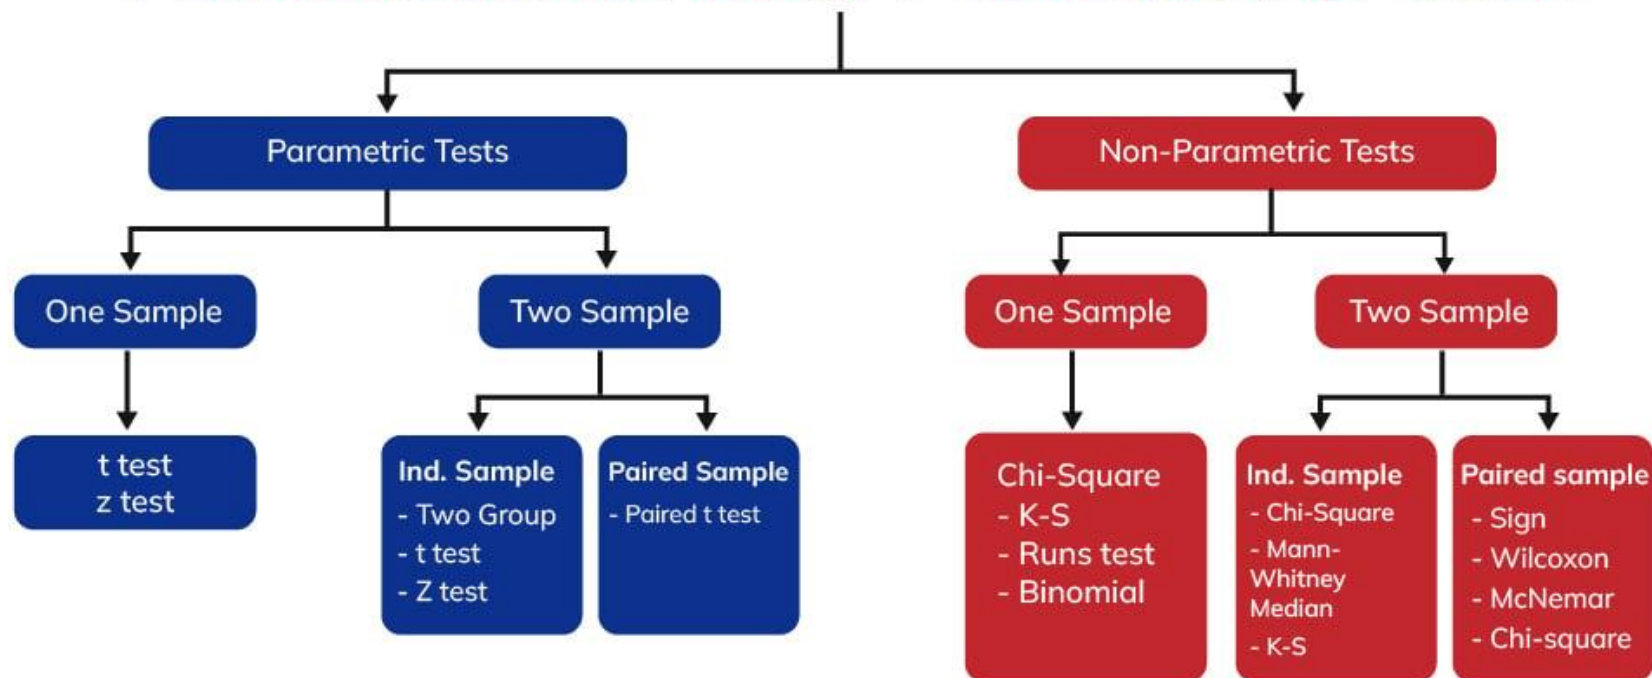 Parametric Tests
Non-Parametric Tests
One Sample
Two Sample
One Sample
Two Sample
t test
z test
Ind. Sample
- Two Group
- t test
- Z test
Paired Sample
- Paired t test
Chi-Square
- K-S
- Runs test
- Binomial
Ind. Sample
- Chi-Square
- Mann-
Whitney
Median
- K-S
Paired sample
- Sign
- Wilcoxon
- McNemar
- Chi-square